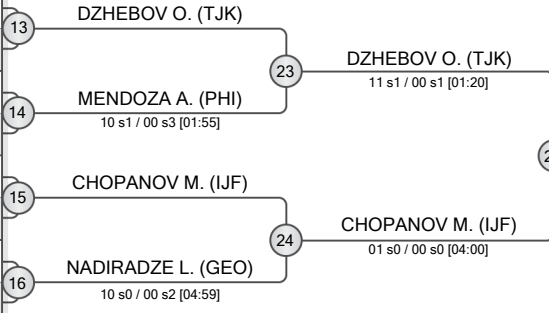 DZHEBOV O. (TJK)
13
23
DZHEBOV O. (TJK)
11 s1 / 00 s1 [01:20]
MENDOZA A. (PHI)
14
10 s1 / 00 s3 [01:55]
CHOPANOV M. (IJF)
15
24
CHOPANOV M. (IJF)
01 s0 / 00 s0 [04:00]
NADIRADZE L. (GEO)
16
10 s0 / 00 s2 [04:59]